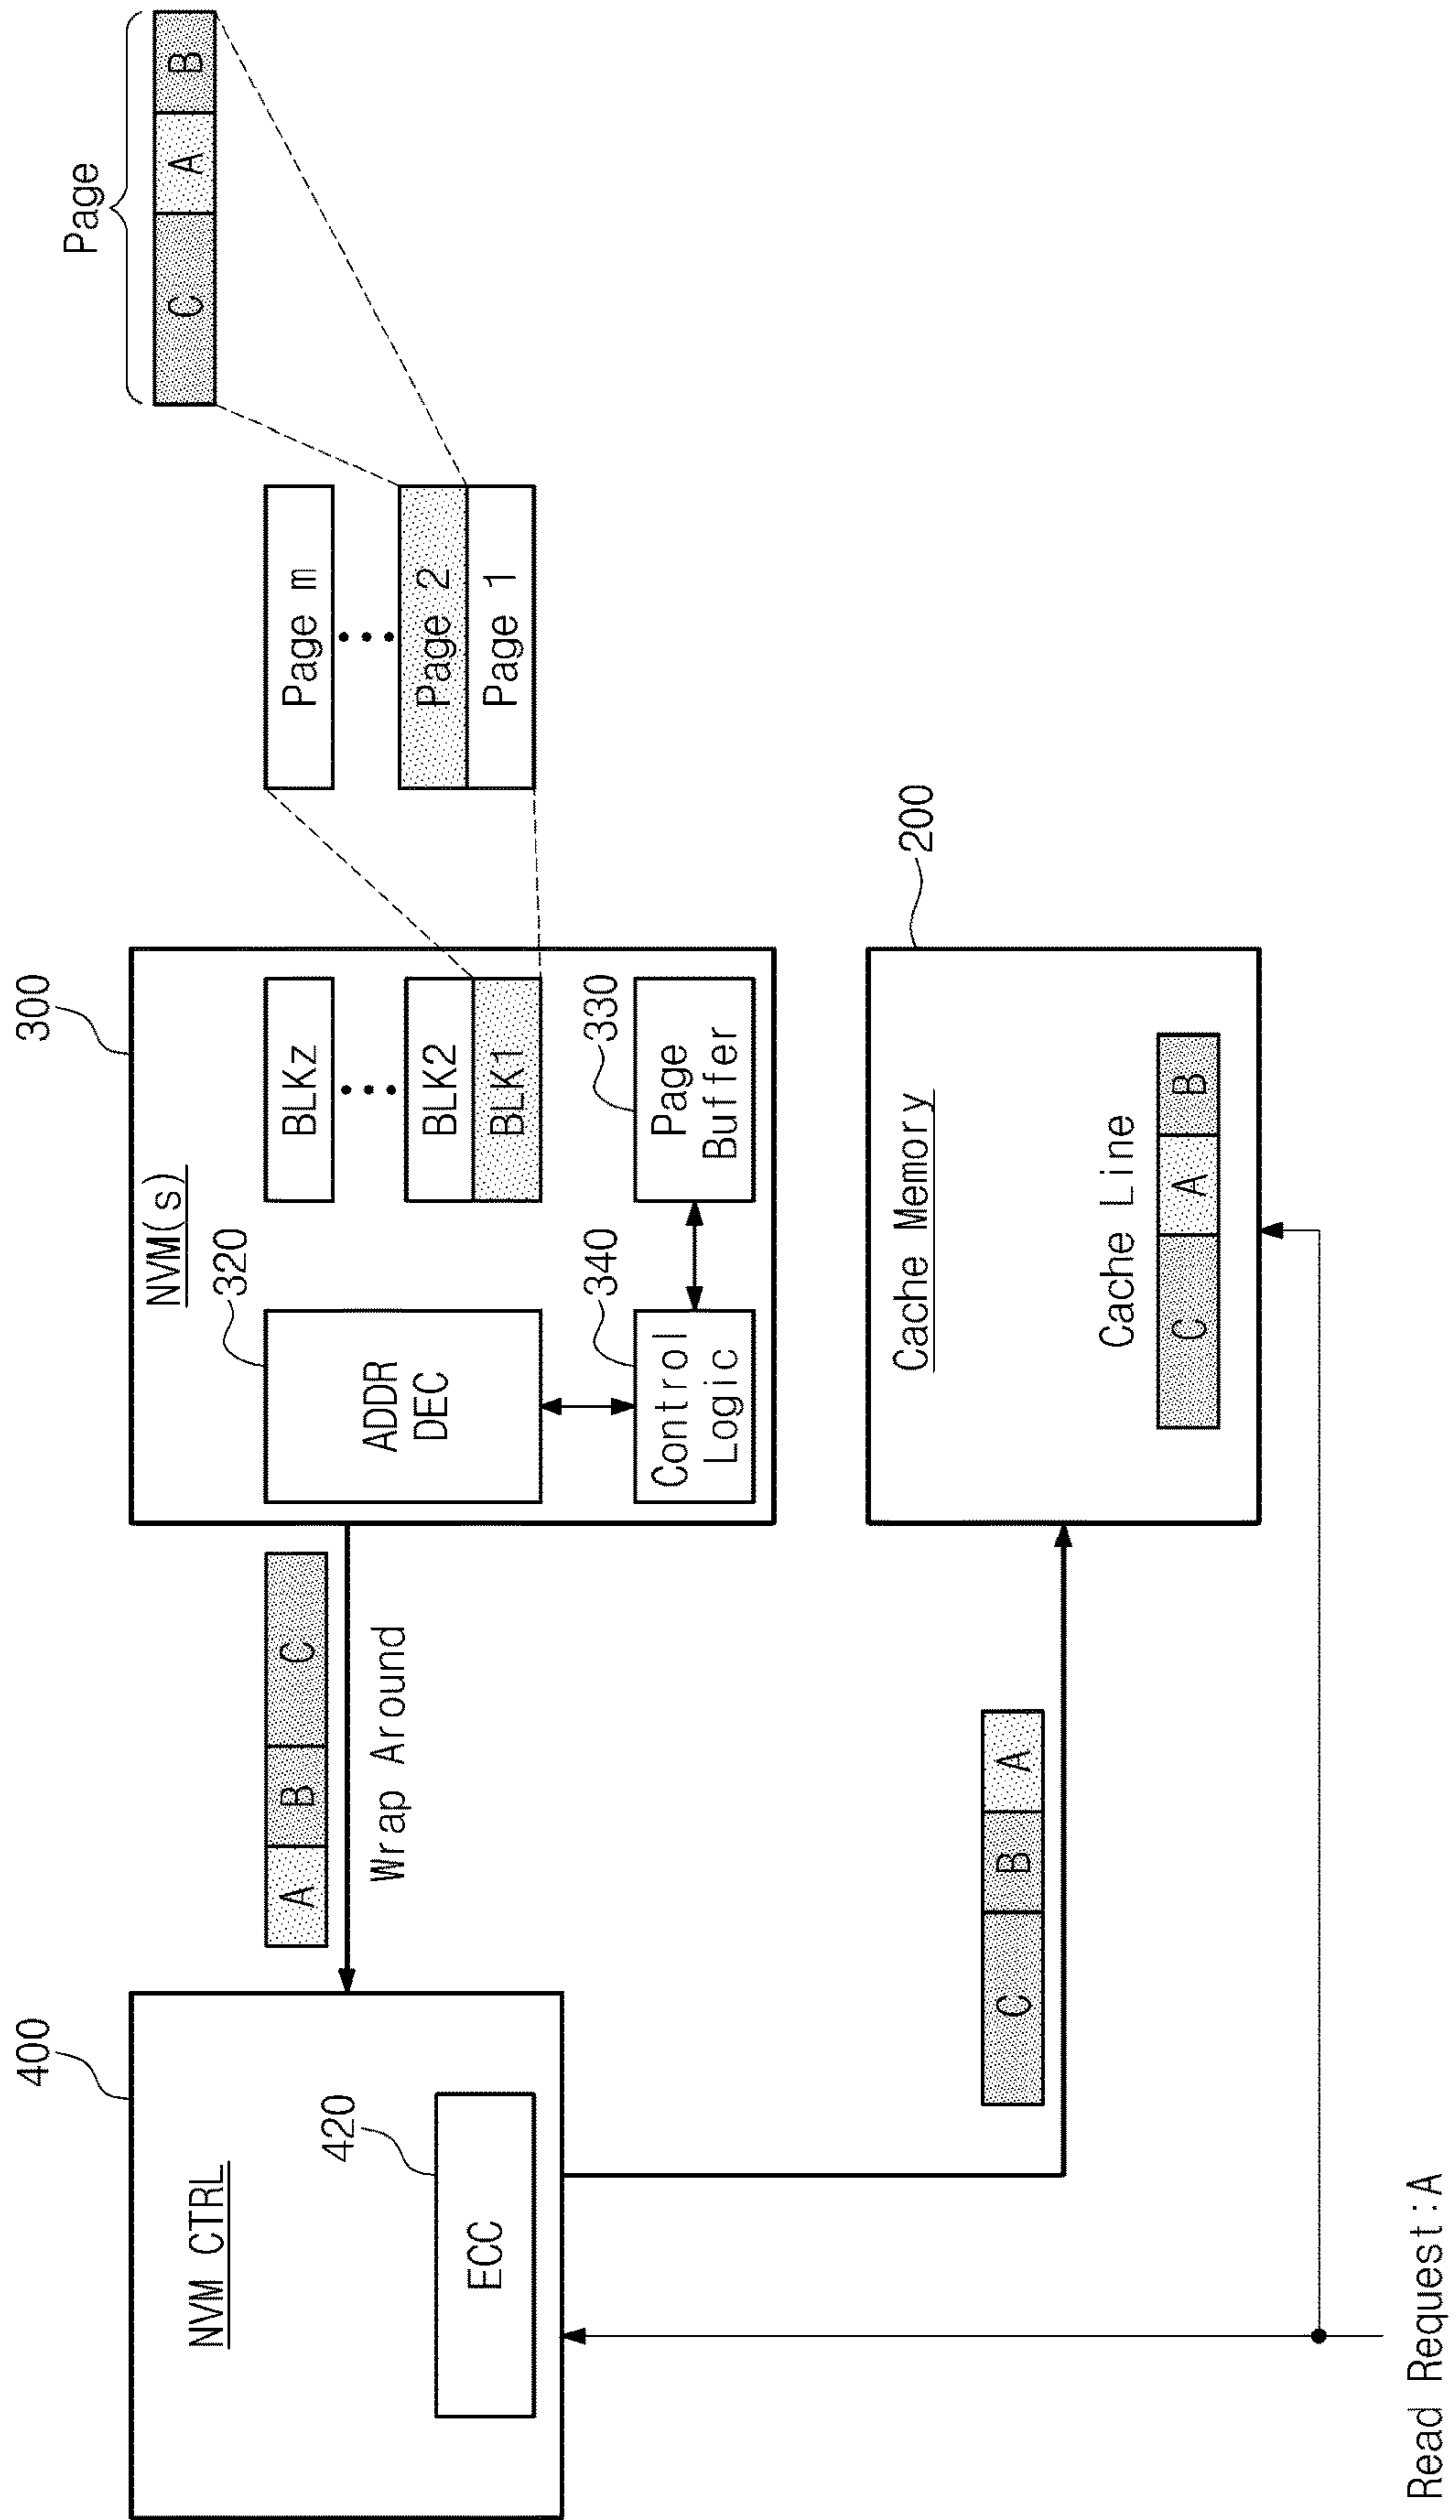 400
NVM CTRL
420
ECC
A B C
Wrap Around
300
NVM(s)
320
ADDR
DEC
BLKz
BLK2
BLK1
340
Control
Logic
330
Page
Buffer
Page m
Page 2
Page 1
Page
C A B
C B A
200
Cache Memory
Cache Line
C A B
Read Request:A